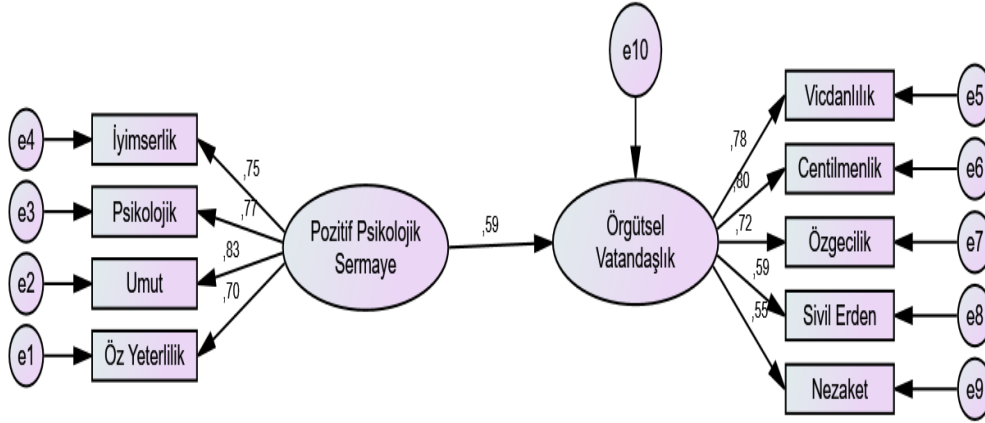 e10
e4
İyimserlik
,75
e3
Psikolojik
,77
e2
Umut
,83
e1
Öz Yeterlilik
,70
Pozitif Psikolojik
Sermaye
,59
Örgütsel
Vatandaşlık
,78
Vicdanlılık
e5
,80
Centilmenlik
e6
,72
Özgecilik
e7
,59
Sivil Erden
e8
,55
Nezaket
e9